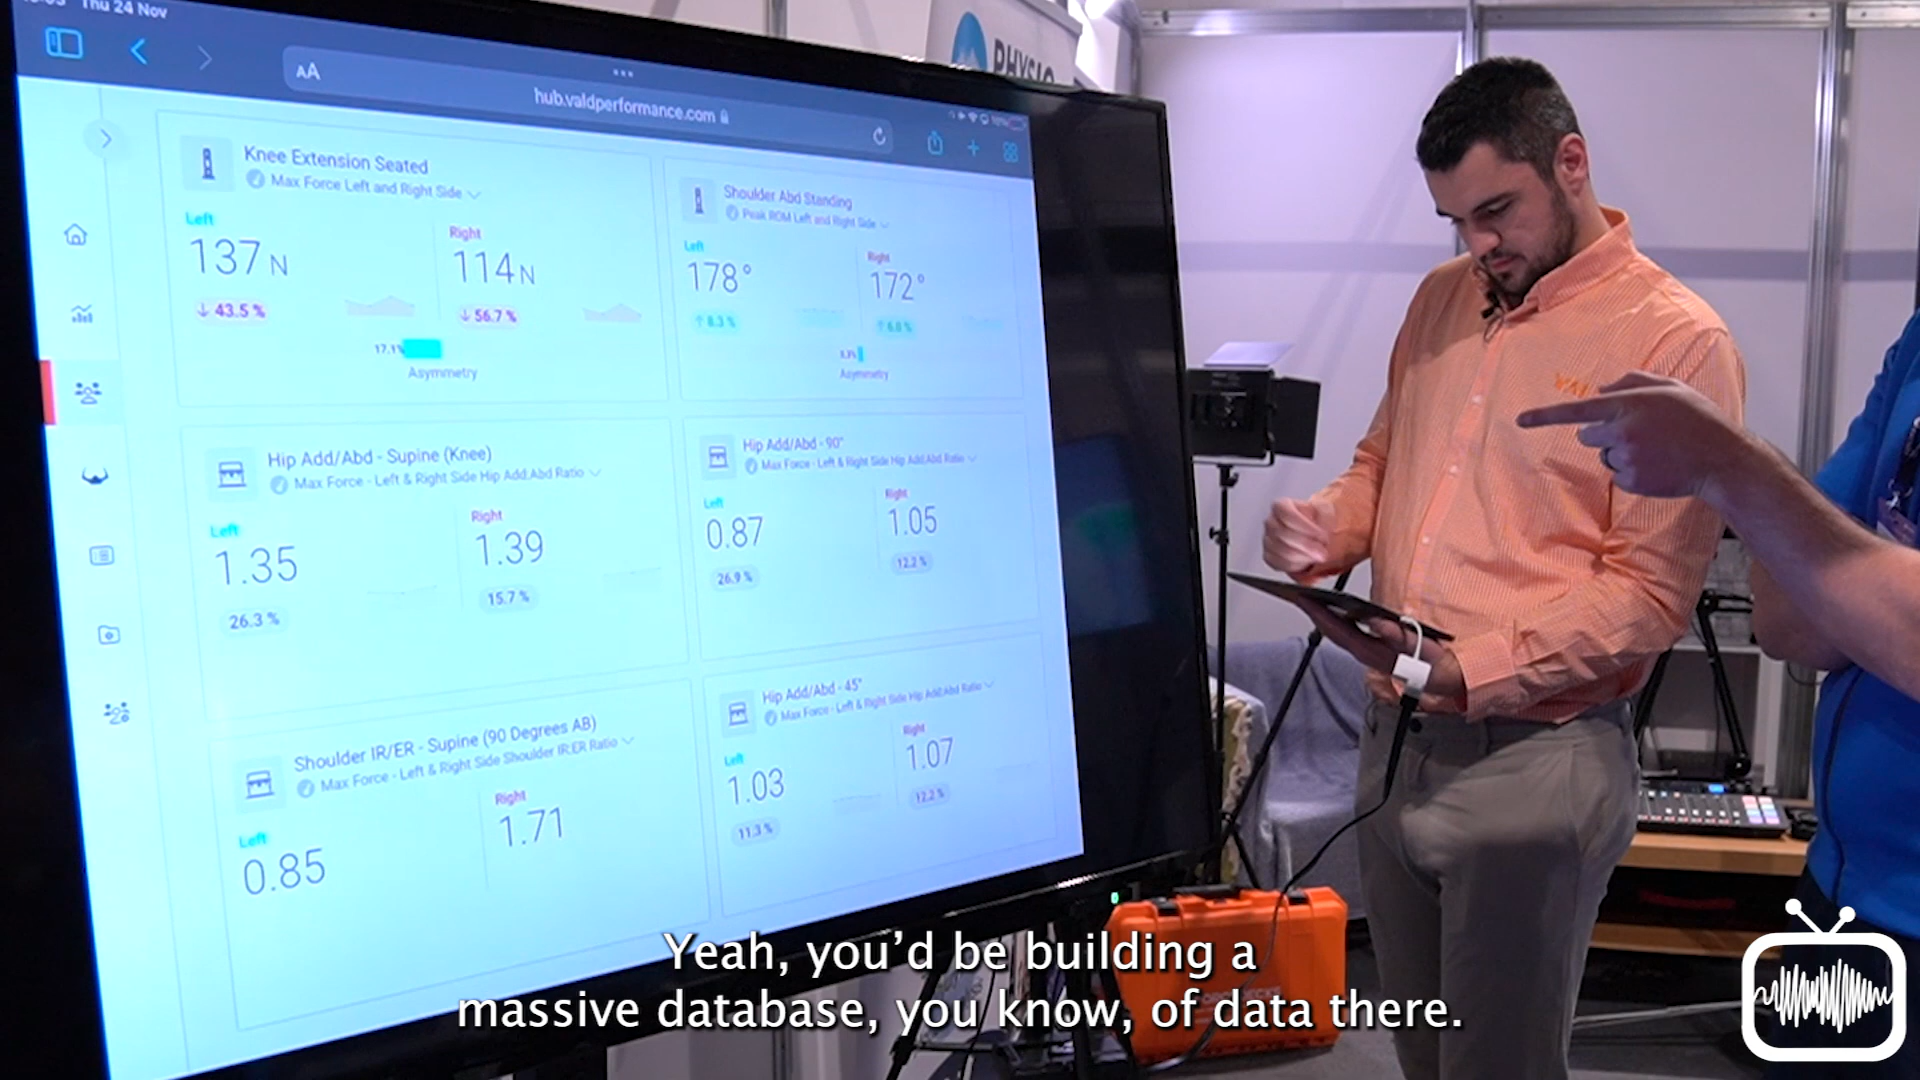 Thu 24 Nov
AA
hub.valdperformance.com
PHYSIO
Knee Extension Seated
Max Force Left and Right Side
Left
137 N
↓ 43.5 %
Right
114 N
↓ 56.7 %
17.1%
Asymmetry
Shoulder Abd Standing
Peak ROM Left and Right Side
Left
178°
↑ 8.3 %
Right
172°
↑ 6.0 %
Asymmetry
Hip Add/Abd - Supine (Knee)
Max Force - Left & Right Side Hip Add:Abd Ratio
Left
1.35
26.3 %
Right
1.39
15.7 %
Hip Add/Abd - 90°
Max Force - Left & Right Side Hip Add:Abd Ratio
Left
0.87
26.9 %
Right
1.05
12.2 %
Shoulder IR/ER - Supine (90 Degrees AB)
Max Force - Left & Right Side Shoulder IR:ER Ratio
Left
0.85
Right
1.71
Hip Add/Abd - 45°
Max Force - Left & Right Side Hip Add:Abd Ratio
Left
1.03
11.3 %
Right
1.07
12.2 %
Yeah, you’d be building a
massive database, you know, of data there.